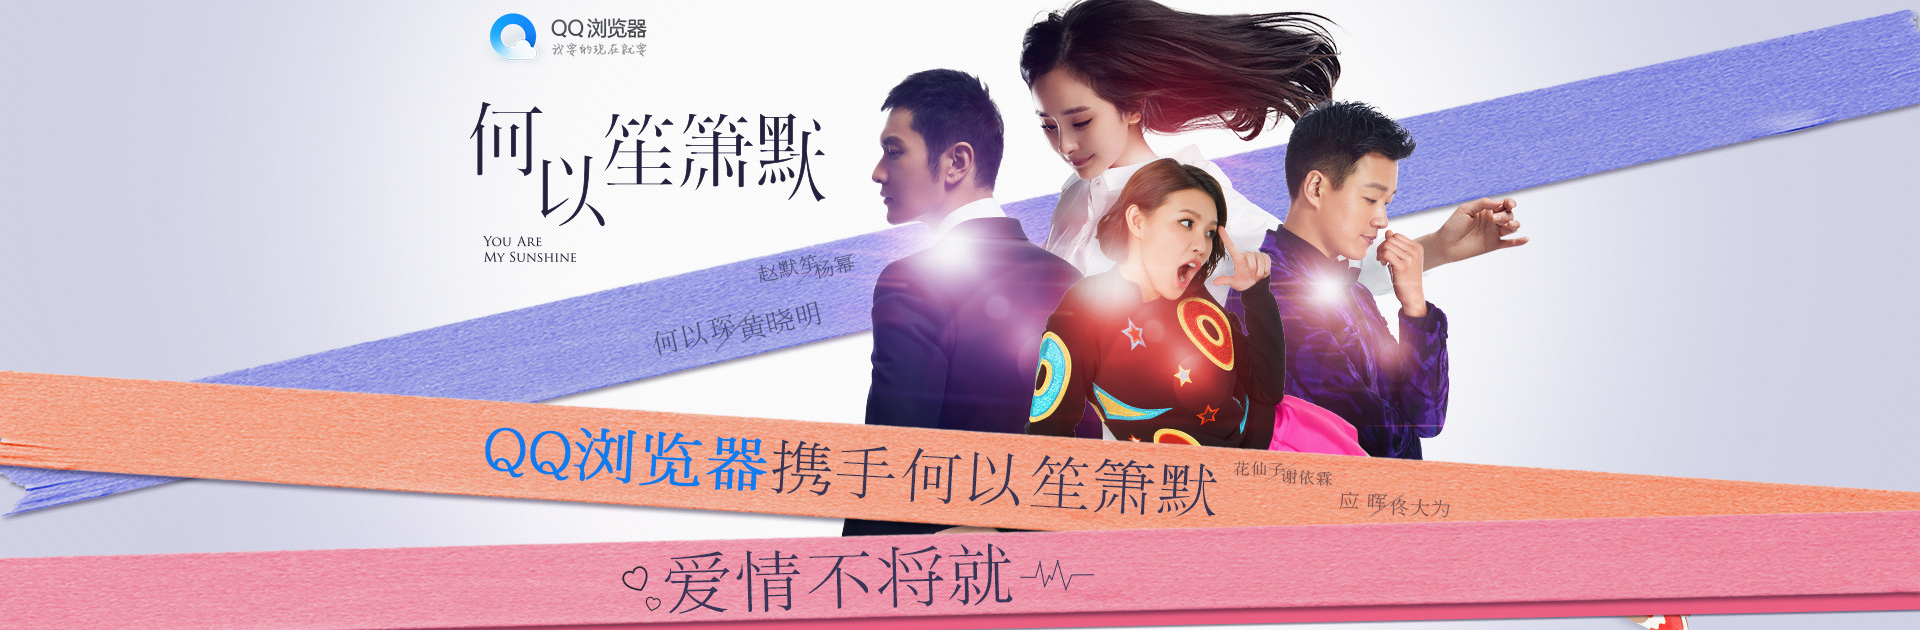 QQ浏览器
我要的现在就要
何以笙箫默
YOU ARE
MY SUNSHINE
赵默笙 杨幂
何以琛 黄晓明
QQ浏览器携手何以笙箫默
花仙子 谢依霖
应 晖 佟大为
爱情不将就